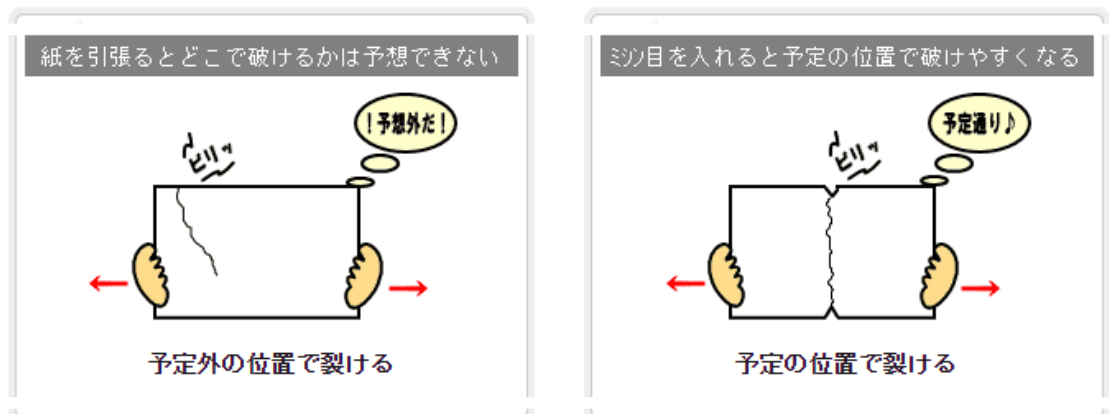 紙を引張るとどこで破けるかは予想できない
！予想外だ！
ビリッ
予定外の位置で裂ける
ﾐｼﾝ目を入れると予定の位置で破けやすくなる
予定通り♪
ビリッ
予定の位置で裂ける